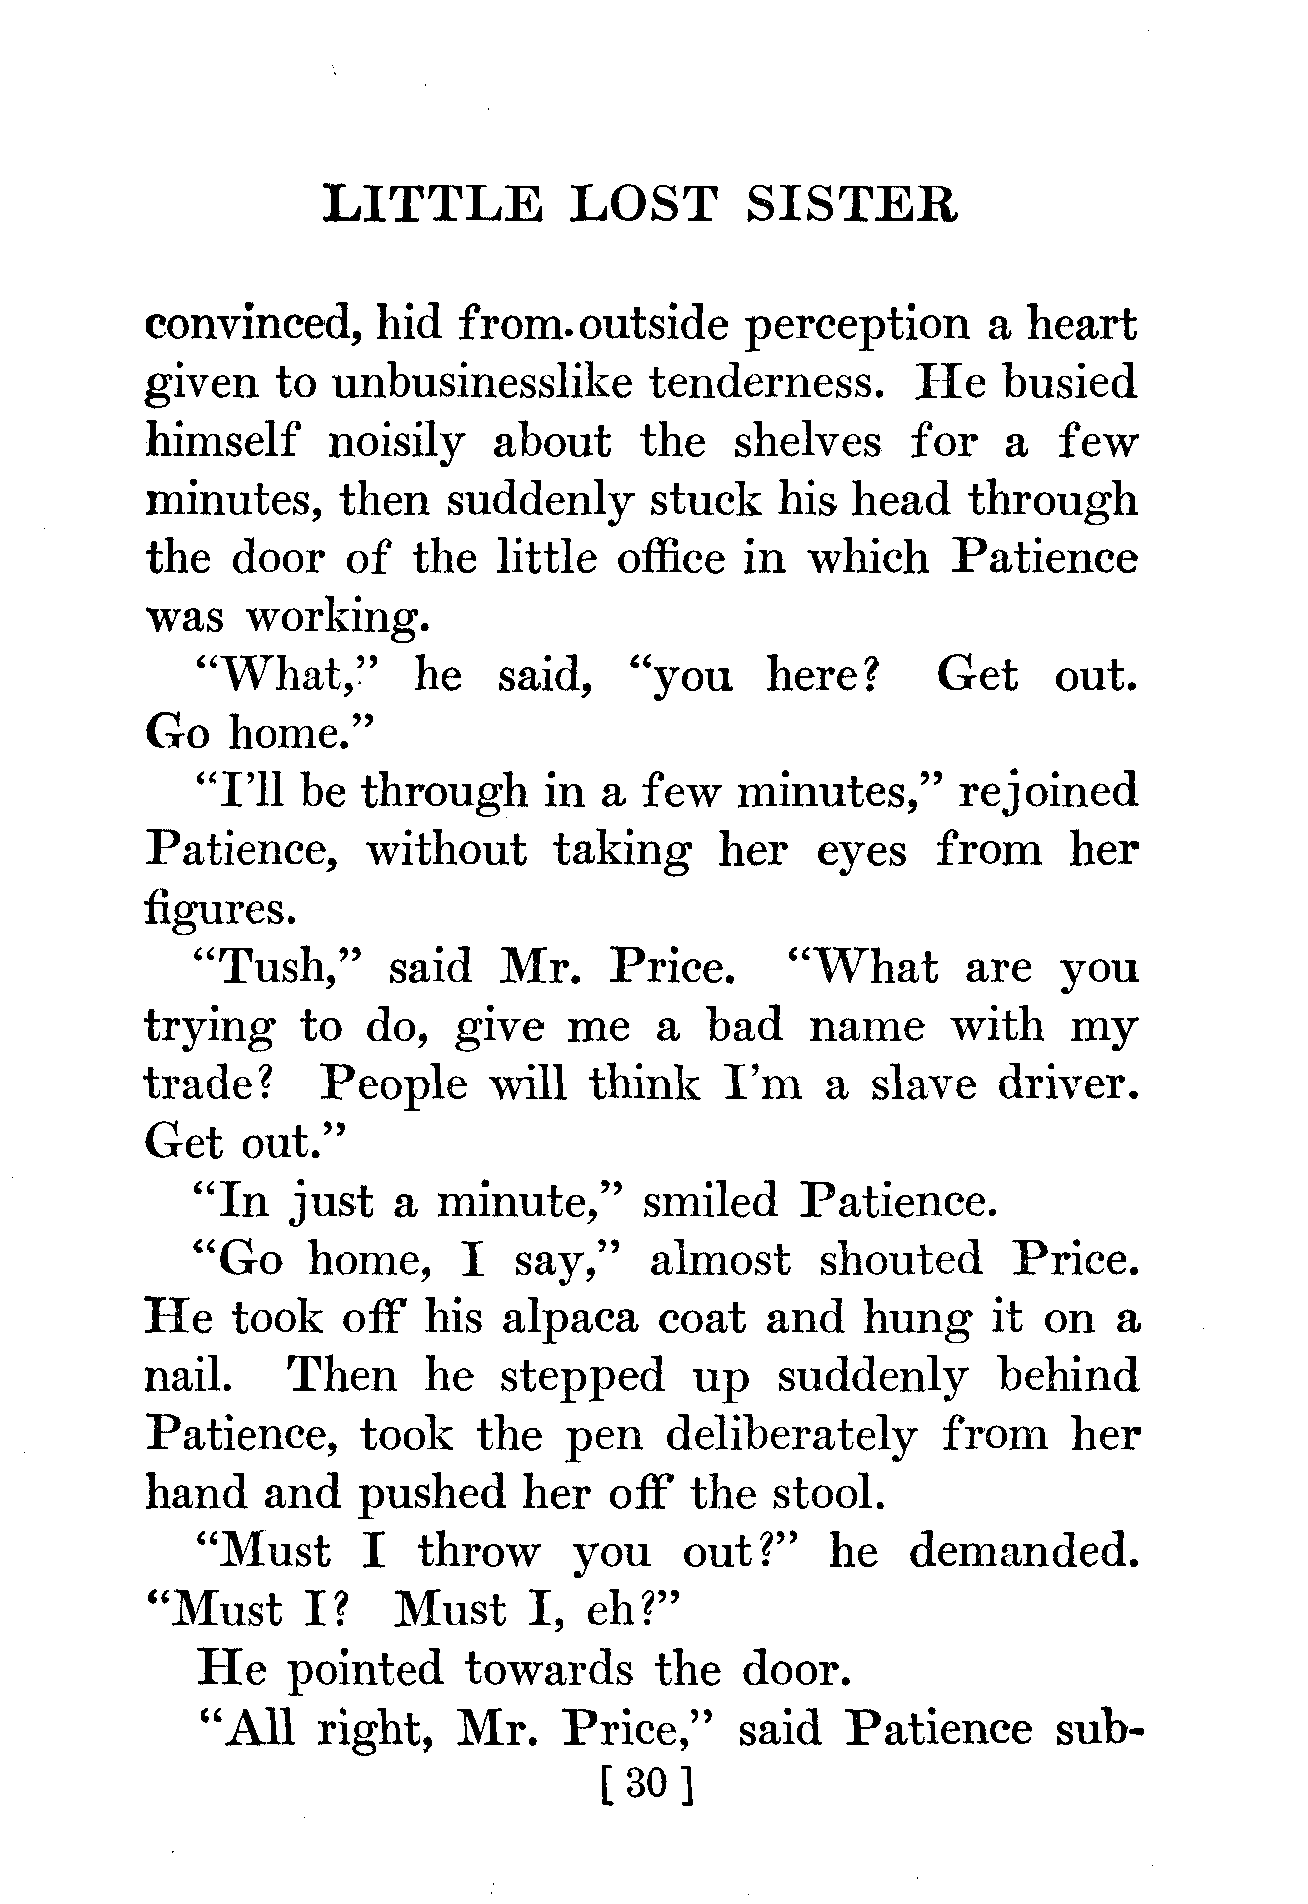 LITTLE LOST SISTER
convinced, hid from outside perception a heart
given to unbusinesslike tenderness. He busied
himself noisily about the shelves for a few
minutes, then suddenly stuck his head through
the door of the little office in which Patience
was working.
“What,” he said, “you here? Get out.
Go home.”
“I’ll be through in a few minutes,” rejoined
Patience, without taking her eyes from her
figures.
“Tush,” said Mr. Price. “What are you
trying to do, give me a bad name with my
trade? People will think I’m a slave driver.
Get out.”
“In just a minute,” smiled Patience.
“Go home, I say,” almost shouted Price.
He took off his alpaca coat and hung it on a
nail. Then he stepped up suddenly behind
Patience, took the pen deliberately from her
hand and pushed her off the stool.
“Must I throw you out?” he demanded.
“Must I? Must I, eh?”
He pointed towards the door.
“All right, Mr. Price,” said Patience sub-
[ 30 ]